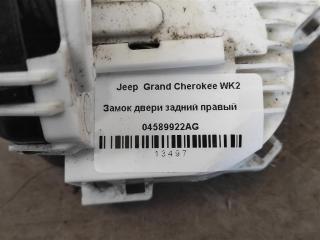 Jeep Grand Cherokee WK2
Замок двери задний правый
04589922AG
13497